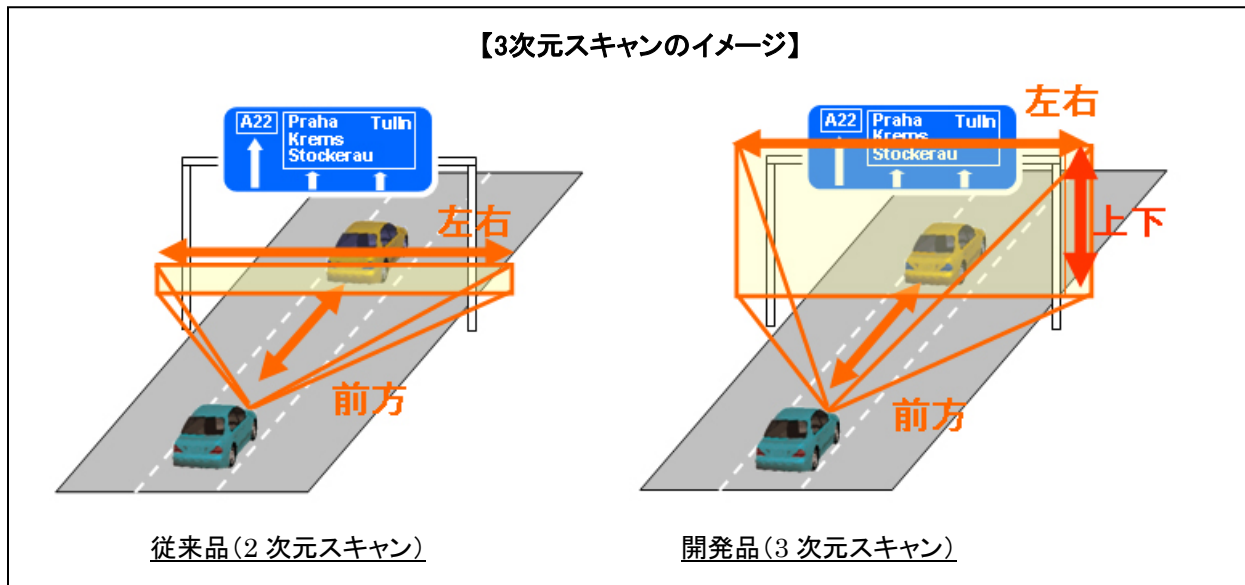 【3次元スキャンのイメージ】
A22
Praha
Tulln
Krems
Stockerau
左右
前方
従来品(2 次元スキャン)
左右
A22
Praha
Tulln
Krems
Stockerau
上下
前方
開発品(3 次元スキャン)